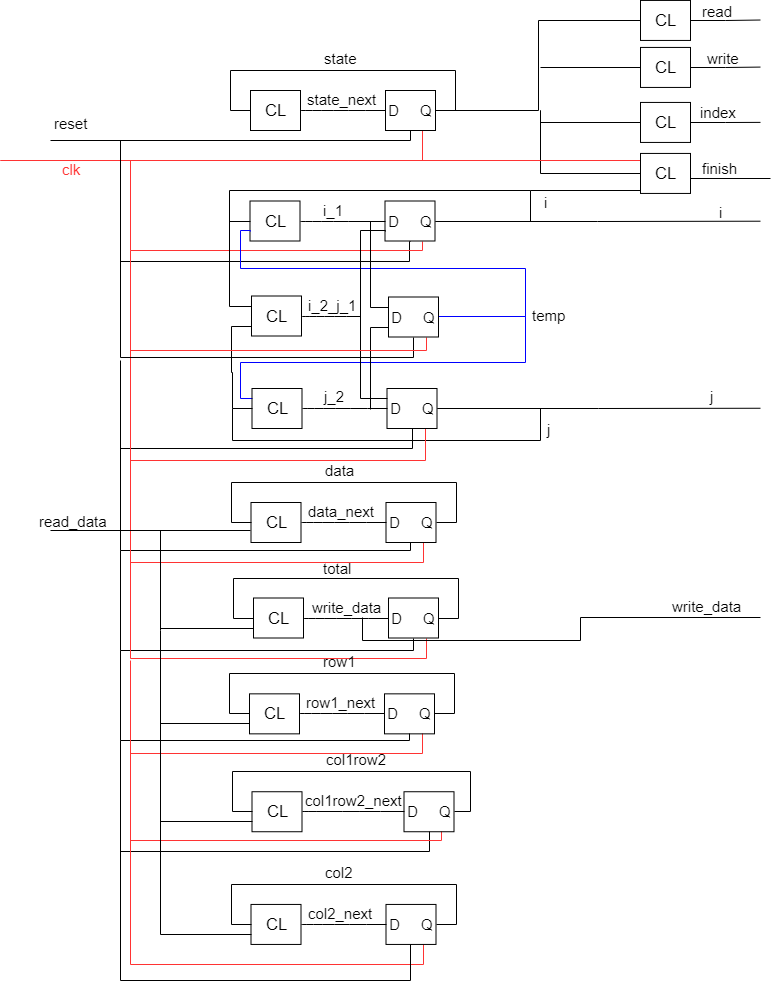 read
CL
state
write
CL
state_next
CL
D Q
index
CL
reset
clk
finish
CL
i
i
i_1
CL
D Q
i_2_j_1
CL
D Q
temp
j_2
CL
D Q
j
j
data
data_next
CL
D Q
read_data
total
write_data
CL
D Q
write_data
row1
row1_next
CL
D Q
col1row2
col1row2_next
CL
D Q
col2
col2_next
CL
D Q